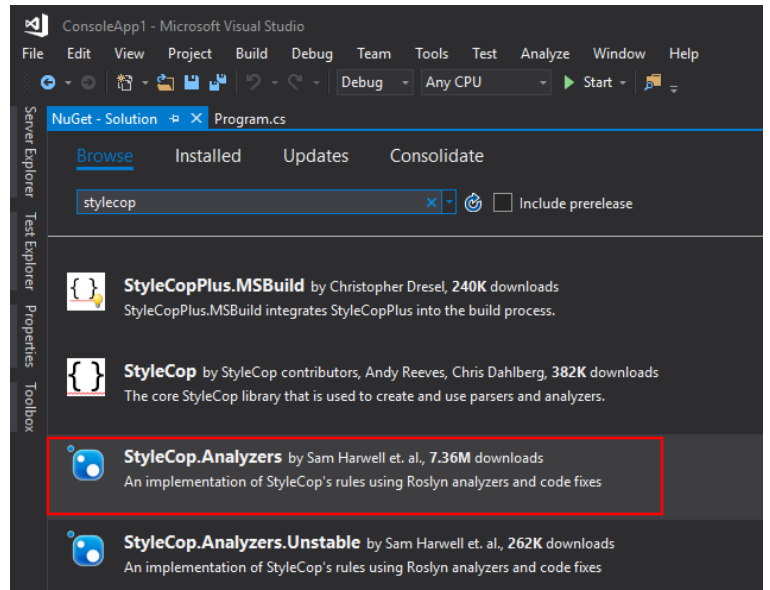 ConsoleApp1 - Microsoft Visual Studio
File Edit View Project Build Debug Team Tools Test Analyze Window Help
Debug Any CPU Start
Server Explorer
Test Explorer
Properties
Toolbox
NuGet - Solution Program.cs
Browse Installed Updates Consolidate
stylecop Include prerelease
StyleCopPlus.MSBuild by Christopher Dresel, 240K downloads
StyleCopPlus.MSBuild integrates StyleCopPlus into the build process.
{ } StyleCop by StyleCop contributors, Andy Reeves, Chris Dahlberg, 382K downloads
The core StyleCop library that is used to create and use parsers and analyzers.
StyleCop.Analyzers by Sam Harwell et. al., 7.36M downloads
An implementation of StyleCop's rules using Roslyn analyzers and code fixes
StyleCop.Analyzers.Unstable by Sam Harwell et. al., 262K downloads
An implementation of StyleCop's rules using Roslyn analyzers and code fixes